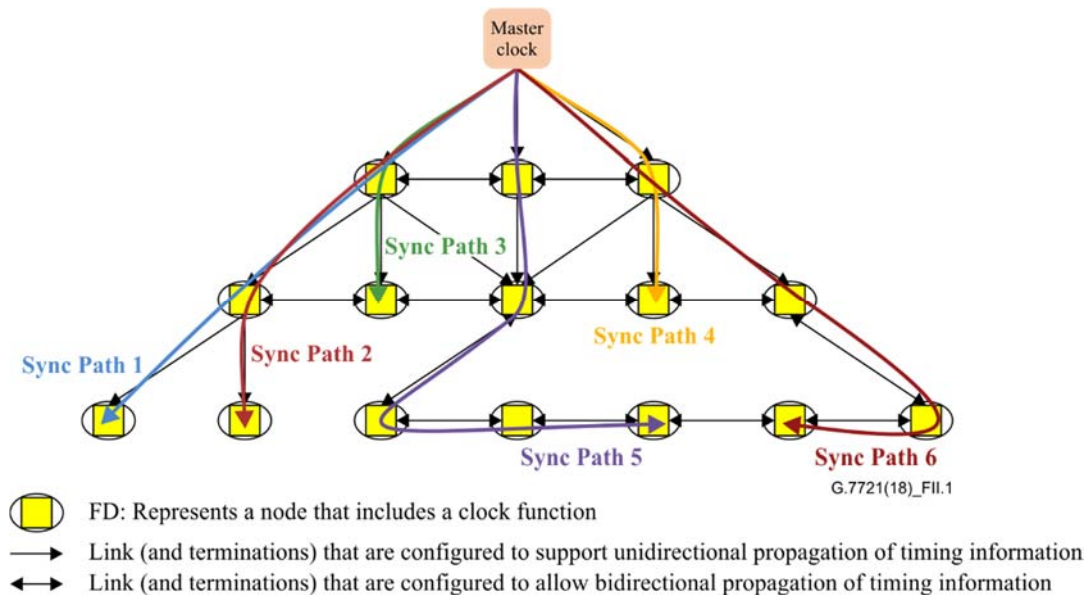 Master
clock
Sync Path 3
Sync Path 1
Sync Path 2
Sync Path 4
Sync Path 5
Sync Path 6
G.7721(18)_FII.1
FD: Represents a node that includes a clock function
Link (and terminations) that are configured to support unidirectional propagation of timing information
Link (and terminations) that are configured to allow bidirectional propagation of timing information